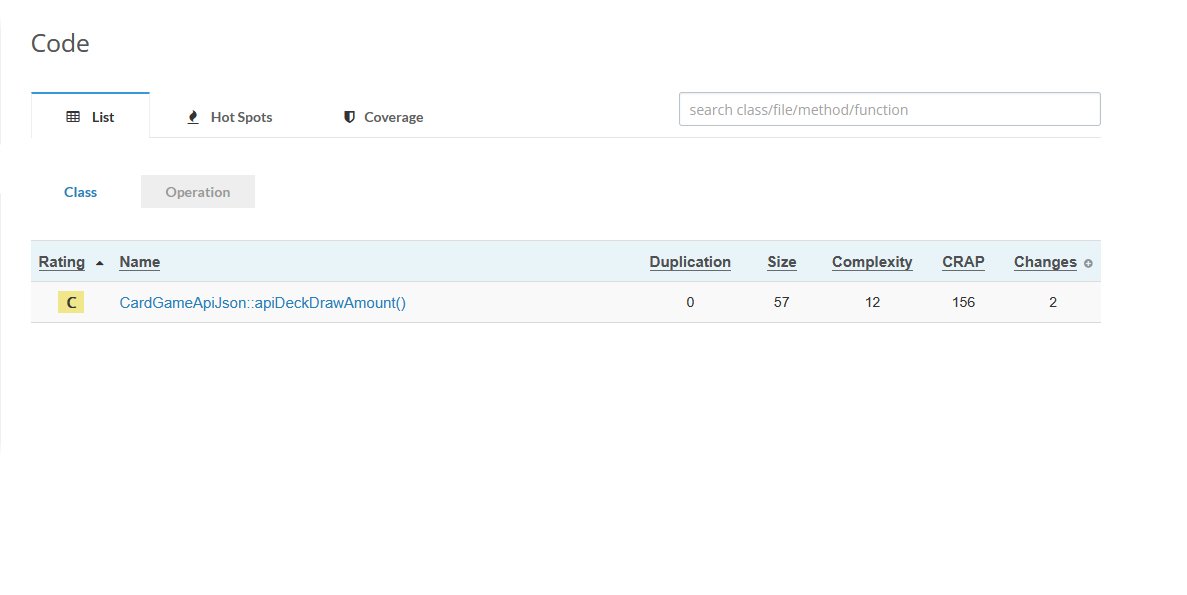 Code
List Hot Spots Coverage search class/file/method/function
Class Operation
Rating Name Duplication Size Complexity CRAP Changes
C CardGameApiJson::apiDeckDrawAmount() 0 57 12 156 2